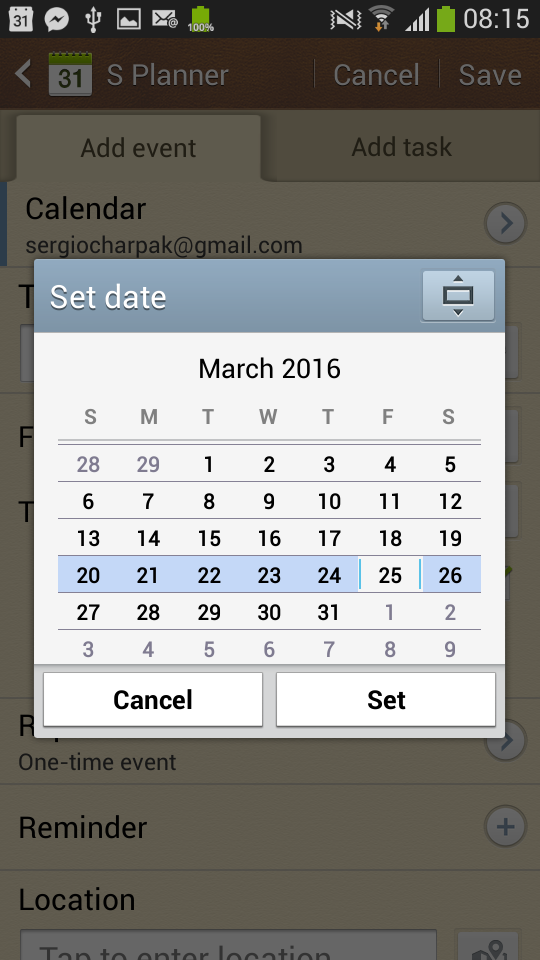 31 100% 08:15
31 S Planner Cancel Save
Add event Add task
Calendar
sergiocharpak@gmail.com
T
Set date
March 2016
S M T W T F S
28 29 1 2 3 4 5
6 7 8 9 10 11 12
F
13 14 15 16 17 18 19
T
20 21 22 23 24 25 26
27 28 29 30 31 1 2
3 4 5 6 7 8 9
Cancel Set
One-time event
Reminder
Location
Tap to enter location